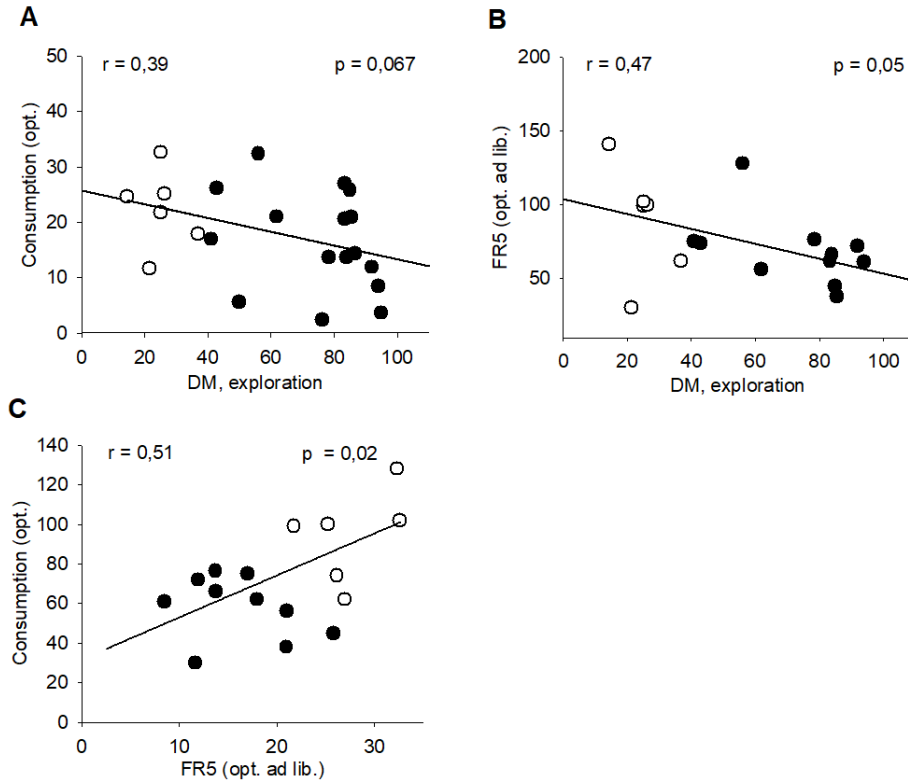 A
r = 0,39
p = 0,067
50
40
30
20
10
0
Consumption (opt.)
0 20 40 60 80 100
DM, exploration
B
r = 0,47
p = 0,05
200
150
100
50
FR5 (opt. ad lib.)
0 20 40 60 80 100
DM, exploration
C
r = 0,51
p = 0,02
140
120
100
80
60
40
20
0
Consumption (opt.)
0 10 20 30
FR5 (opt. ad lib.)